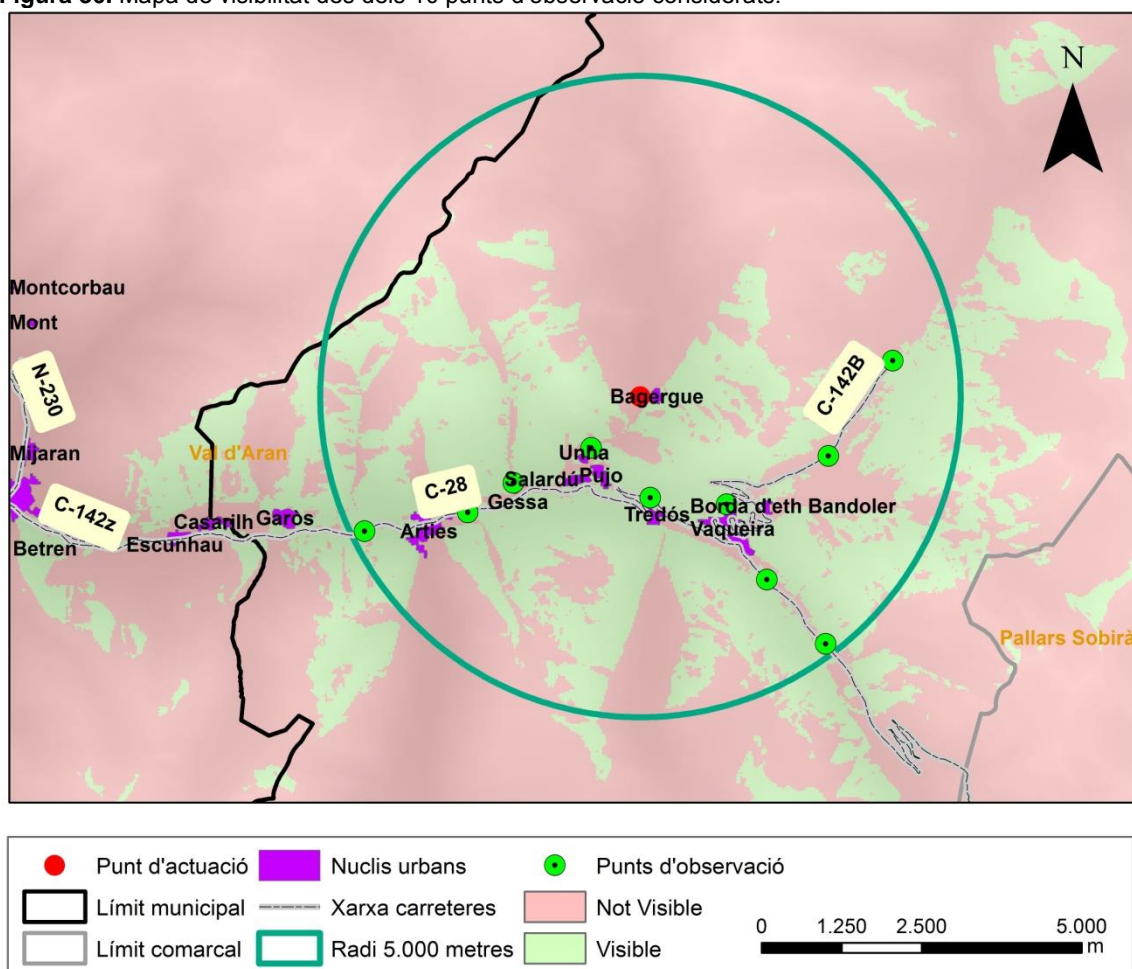 Figura 30. Mapa de visibilitat des dels 10 punts d'observació considerats.
N
Montcorbau
Mont
N-230
Mijaran
Val d'Aran
C-142z
Betren
Escunhau
Casarilh
Garòs
Arties
C-28
Gessa
Salardú
Unha
Pujo
Bagergue
Tredós
C-142B
Borda d'eth Bandoler
Vaqueira
Pallars Sobirà
Punt d'actuació
Nuclis urbans
Punts d'observació
Límit municipal
Xarxa carreteres
Not Visible
Límit comarcal
Radi 5.000 metres
Visible
0 1.250 2.500 5.000
m